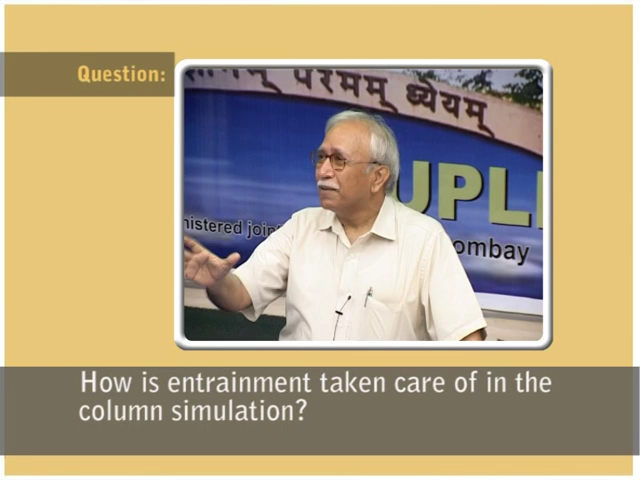 Question:
परमम् ध्येयम्
UPL
nistered join
ombay
How is entrainment taken care of in the
column simulation?